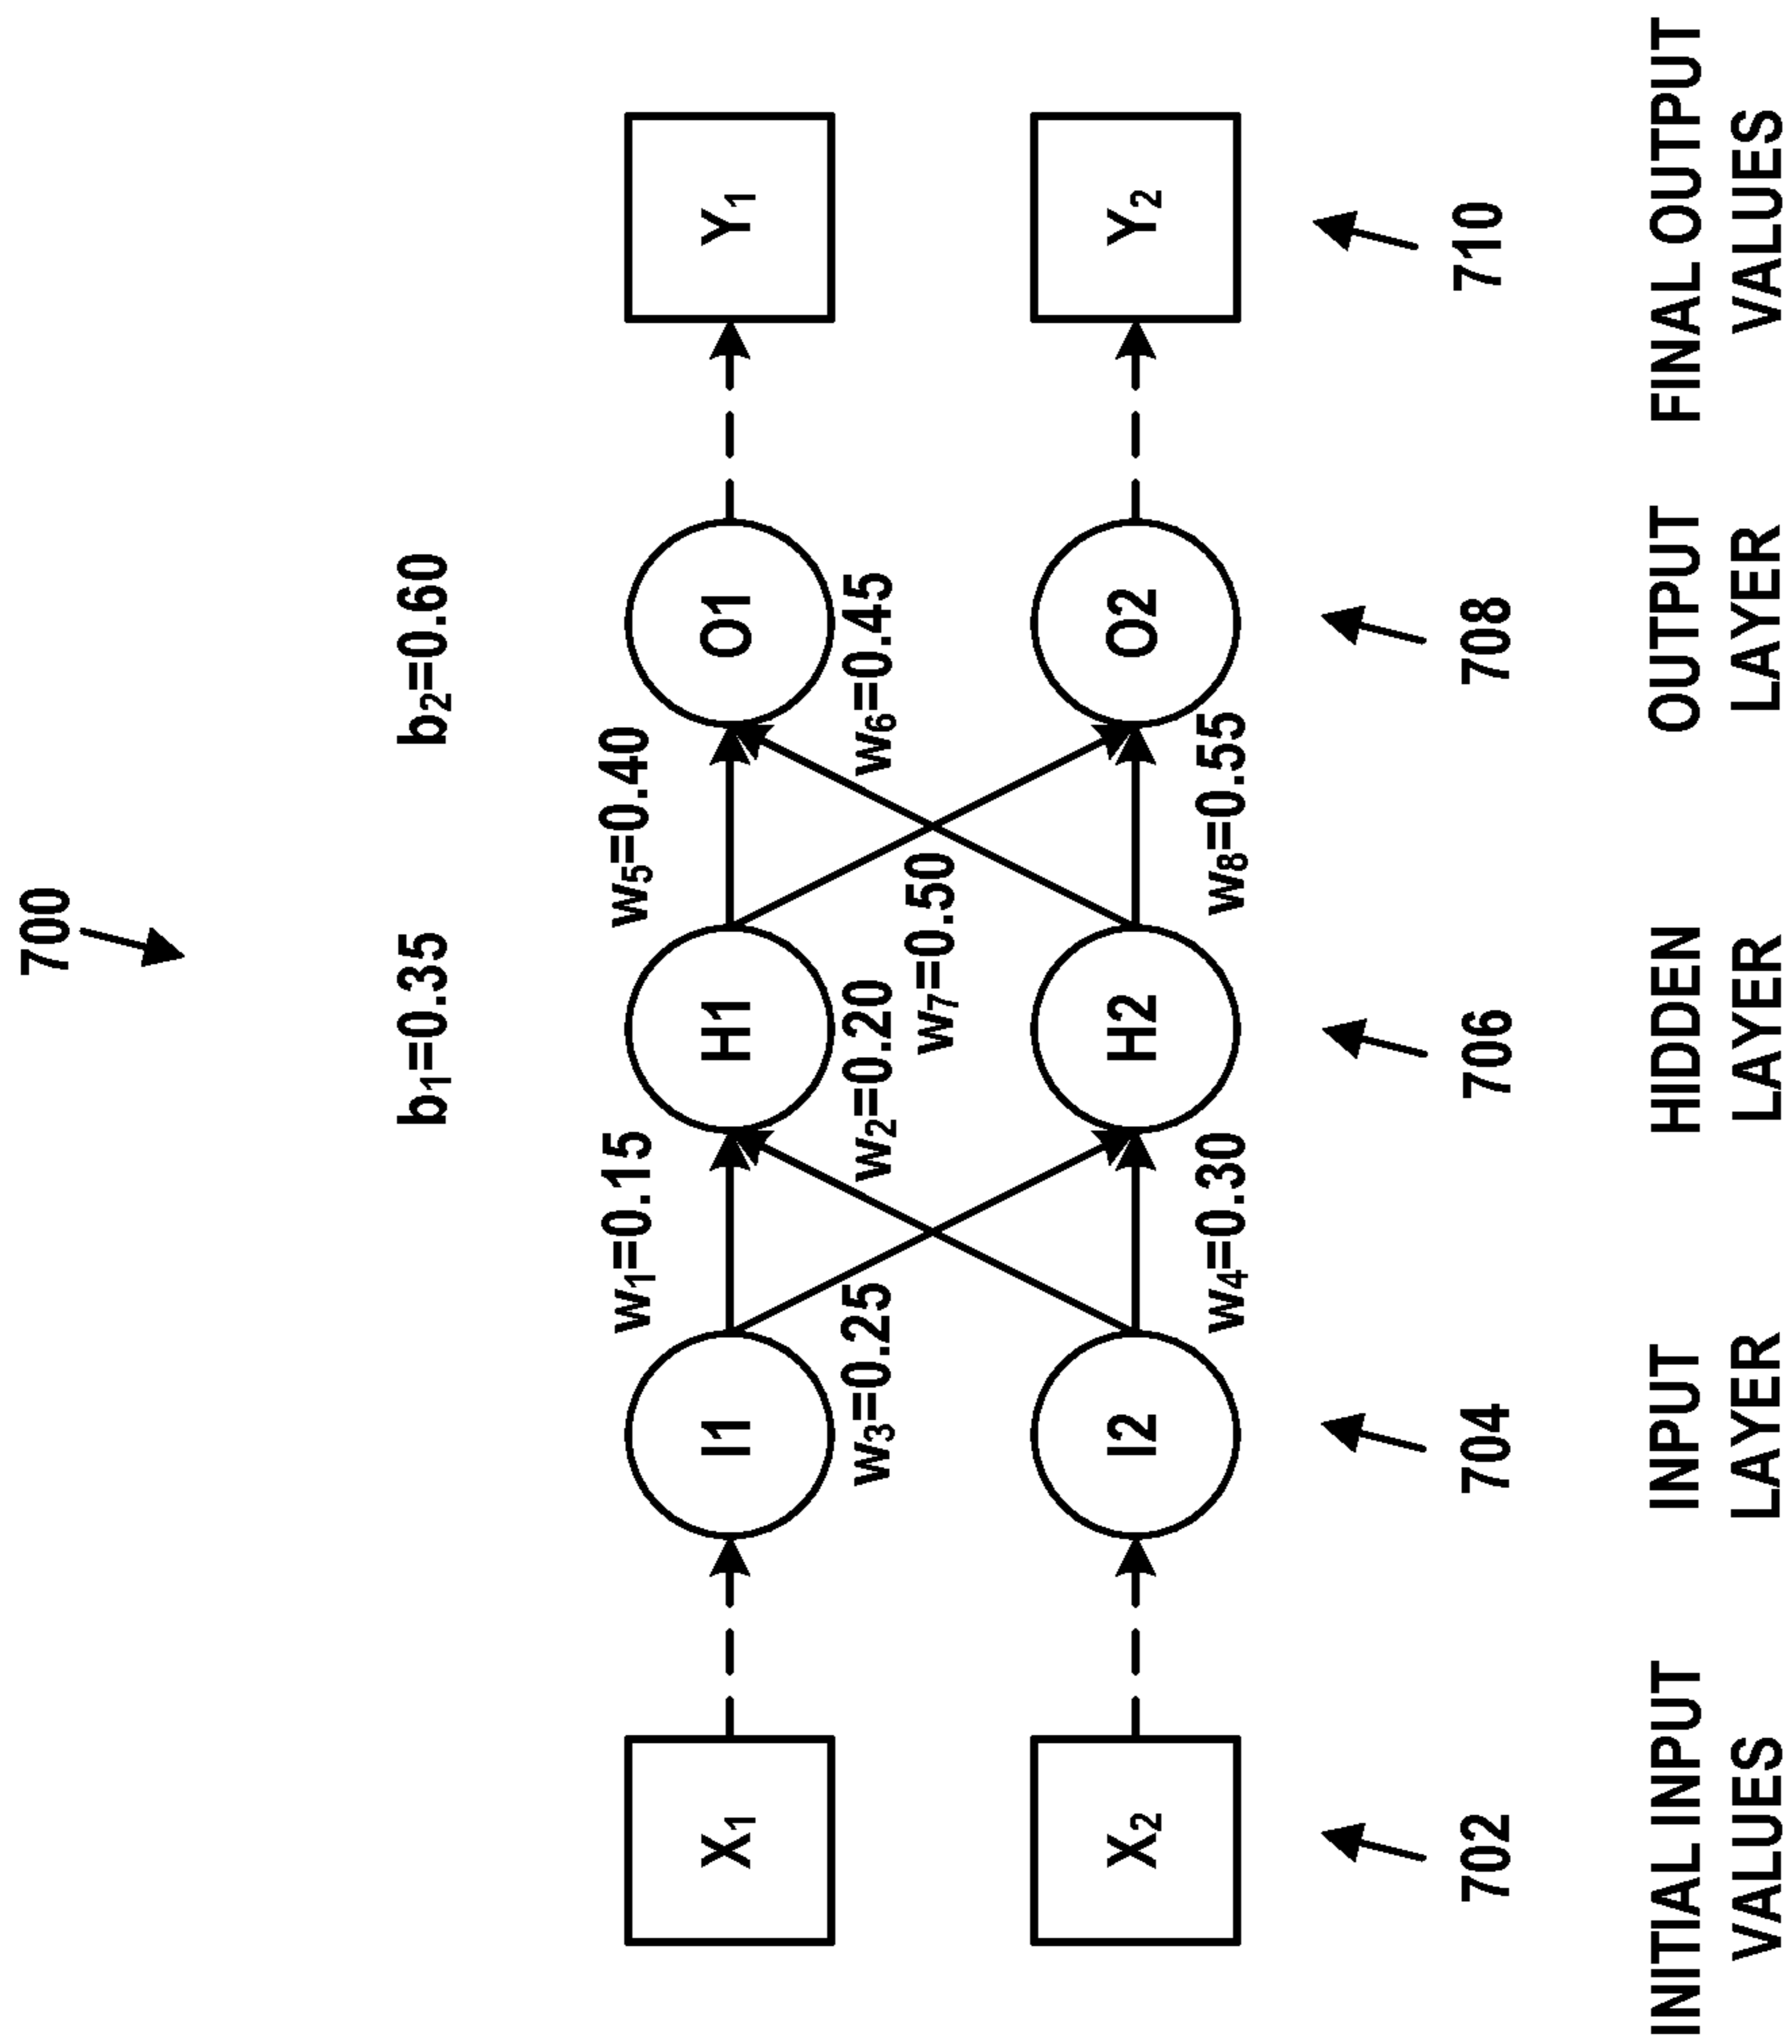 700
b₁=0.35
b₂=0.60
w₁=0.15
w₅=0.40
X₁
I1
H1
O1
Y₁
w₃=0.25
w₂=0.20
w₆=0.45
w₇=0.50
X₂
I2
H2
O2
Y₂
w₄=0.30
w₈=0.55
702
704
706
708
710
INITIAL INPUT
VALUES
INPUT
LAYER
HIDDEN
LAYER
OUTPUT
LAYER
FINAL OUTPUT
VALUES